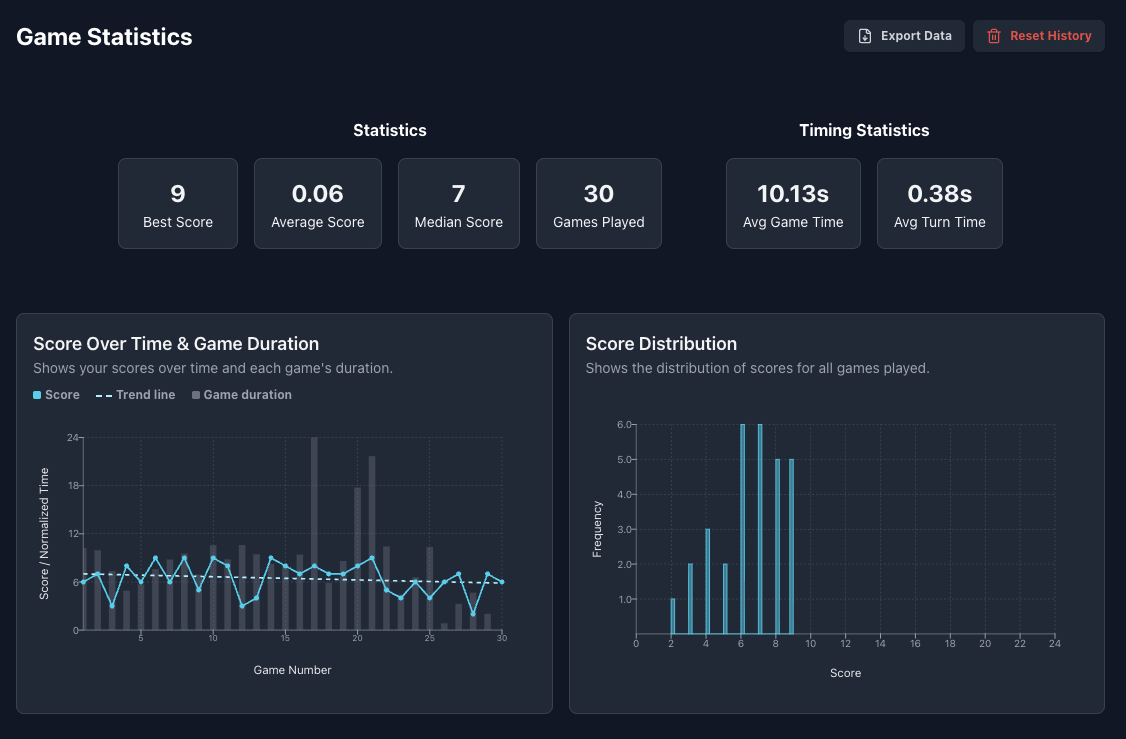 Game Statistics
Export Data
Reset History
Statistics
Timing Statistics
9
Best Score
0.06
Average Score
7
Median Score
30
Games Played
10.13s
Avg Game Time
0.38s
Avg Turn Time
Score Over Time & Game Duration
Shows your scores over time and each game's duration.
Score
Trend line
Game duration
24
18
12
6
0
Score / Normalized Time
5
10
15
20
25
30
Game Number
Score Distribution
Shows the distribution of scores for all games played.
6.0
5.0
4.0
3.0
2.0
1.0
Frequency
0
2
4
6
8
10
12
14
16
18
20
22
24
Score